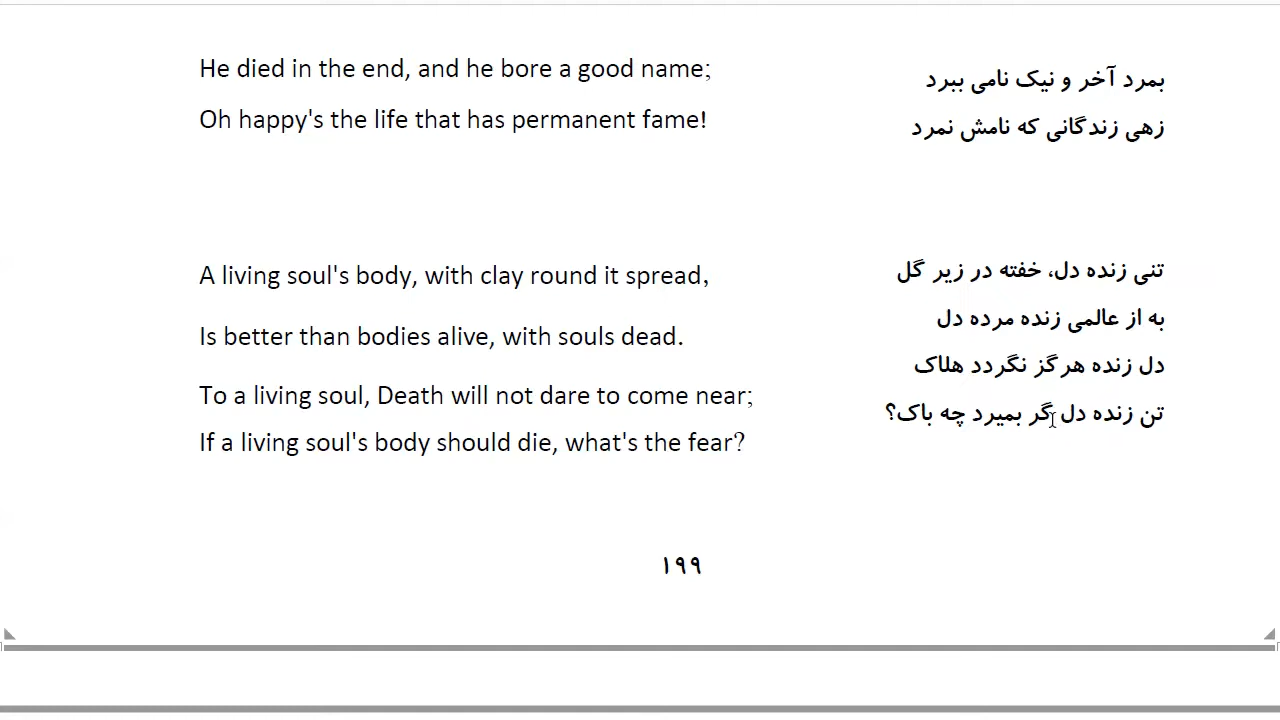 He died in the end, and he bore a good name;
Oh happy's the life that has permanent fame!
بمرد آخر و نیک نامی ببرد
زهی زندگانی که نامش نمرد
A living soul's body, with clay round it spread,
Is better than bodies alive, with souls dead.
To a living soul, Death will not dare to come near;
If a living soul's body should die, what's the fear?
تنی زنده دل، خفته در زیر گل
به از عالمی زنده مرده دل
دل زنده هرگز نگردد هلاک
تن زنده دل گر بمیرد چه باک؟
۱۹۹